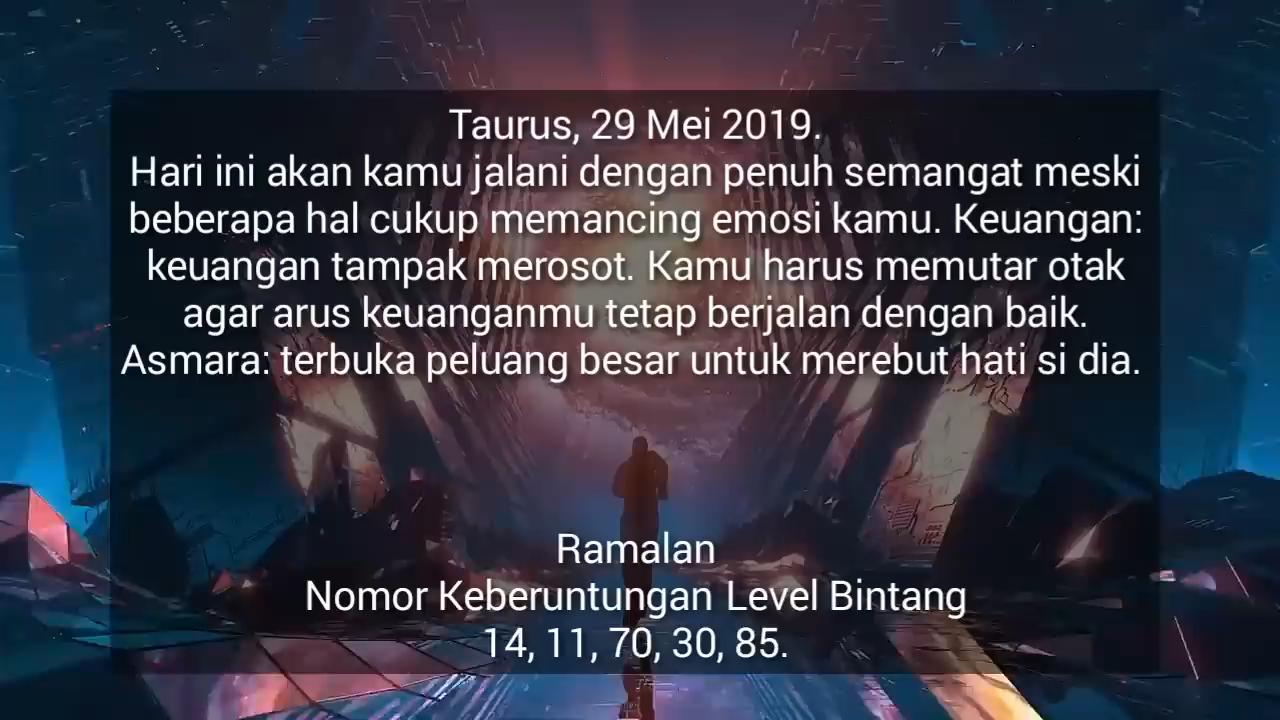 Taurus, 29 Mei 2019.
Hari ini akan kamu jalani dengan penuh semangat meski
beberapa hal cukup memancing emosi kamu. Keuangan:
keuangan tampak merosot. Kamu harus memutar otak
agar arus keuanganmu tetap berjalan dengan baik.
Asmara: terbuka peluang besar untuk merebut hati si dia.
Ramalan
Nomor Keberuntungan Level Bintang
14, 11, 70, 30, 85.